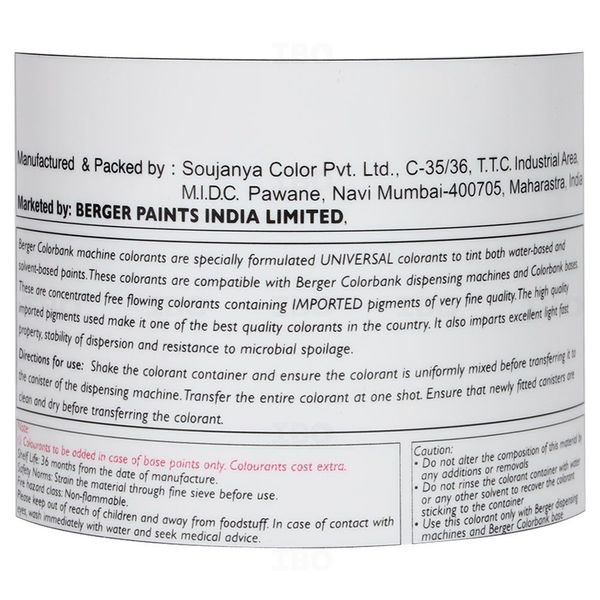 IBO
Manufactured & Packed by : Soujanya Color Pvt. Ltd., C-35/36, T.T.C. Industrial Area,
M.I.D.C. Pawane, Navi Mumbai-400705, Maharastra, India
Marketed by: BERGER PAINTS INDIA LIMITED,
Berger Colorbank machine colorants are specially formulated UNIVERSAL colorants to tint both water-based and
solvent-based paints. These colorants are compatible with Berger Colorbank dispensing machines and Colorbank bases.
These are concentrated free flowing colorants containing IMPORTED pigments of very fine quality. The high quality
imported pigments used make it one of the best quality colorants in the country. It also imparts excellent light fast
property, stability of dispersion and resistance to microbial spoilage.
Directions for use: Shake the colorant container and ensure the colorant is uniformly mixed before transferring it to
the canister of the dispensing machine. Transfer the entire colorant at one shot. Ensure that newly fitted canisters are
clean and dry before transferring the colorant.
Note:
Colourants to be added in case of base paints only. Colourants cost extra.
Shelf Life: 36 months from the date of manufacture.
Safety Norms: Strain the material through fine sieve before use.
Fire hazard class: Non-flammable.
Please keep out of reach of children and away from foodstuff. In case of contact with
eyes, wash immediately with water and seek medical advice.
Caution:
• Do not alter the composition of this material by
any additions or removals
• Do not rinse the colorant container with water
or any other solvent to recover the colorant
sticking to the container
• Use this colorant only with Berger dispensing
machines and Berger Colorbank base
IBO